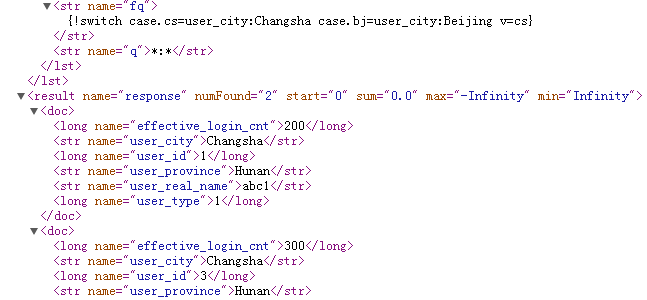 ▼<str name="fq">
{!switch case.cs=user_city:Changsha case.bj=user_city:Beijing v=cs}
</str>
<str name="q">*:*</str>
</lst>
</lst>
▼<result name="response" numFound="2" start="0" sum="0.0" max="-Infinity" min="Infinity">
▼<doc>
<long name="effective_login_cnt">200</long>
<str name="user_city">Changsha</str>
<long name="user_id">1</long>
<str name="user_province">Hunan</str>
<str name="user_real_name">abc1</str>
<long name="user_type">1</long>
</doc>
▼<doc>
<long name="effective_login_cnt">300</long>
<str name="user_city">Changsha</str>
<long name="user_id">3</long>
<str name="user_province">Hunan</str>